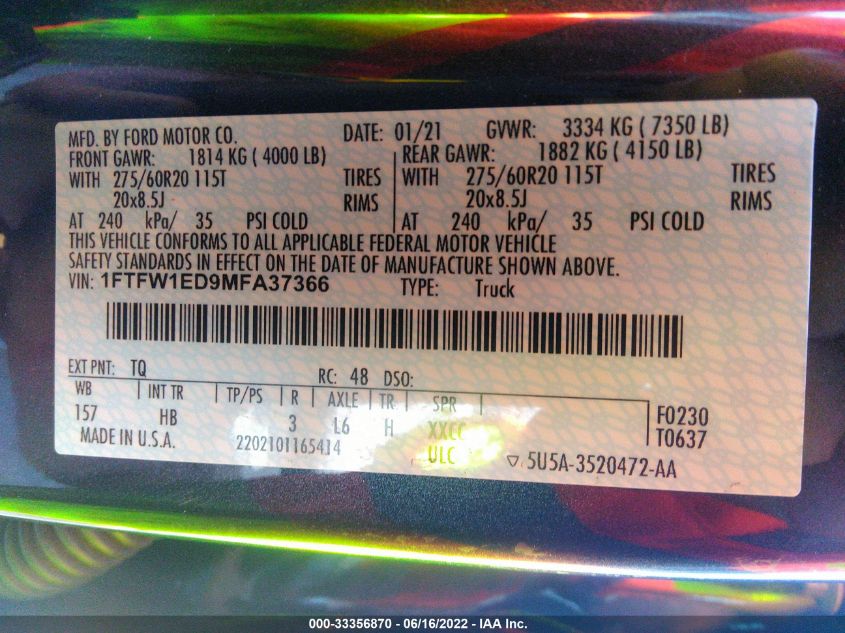 MFD. BY FORD MOTOR CO. DATE: 01/21 GVWR: 3334 KG ( 7350 LB)
FRONT GAWR: 1814 KG ( 4000 LB) REAR GAWR: 1882 KG ( 4150 LB)
WITH 275/60R20 115T TIRES WITH 275/60R20 115T TIRES
20x8.5J RIMS 20x8.5J RIMS
AT 240 kPa/ 35 PSI COLD AT 240 kPa/ 35 PSI COLD
THIS VEHICLE CONFORMS TO ALL APPLICABLE FEDERAL MOTOR VEHICLE
SAFETY STANDARDS IN EFFECT ON THE DATE OF MANUFACTURE SHOWN ABOVE.
VIN: 1FTFW1ED9MFA37366 TYPE: Truck
EXT PNT: TQ RC: 48 DSO:
WB INT TR TP/PS R AXLE TR SPR
157 HB 3 L6 H XXCC F0230
ULC T0637
MADE IN U.S.A. 2202101165414 5U5A-3520472-AA
000-33356870 - 06/16/2022 - IAA Inc.